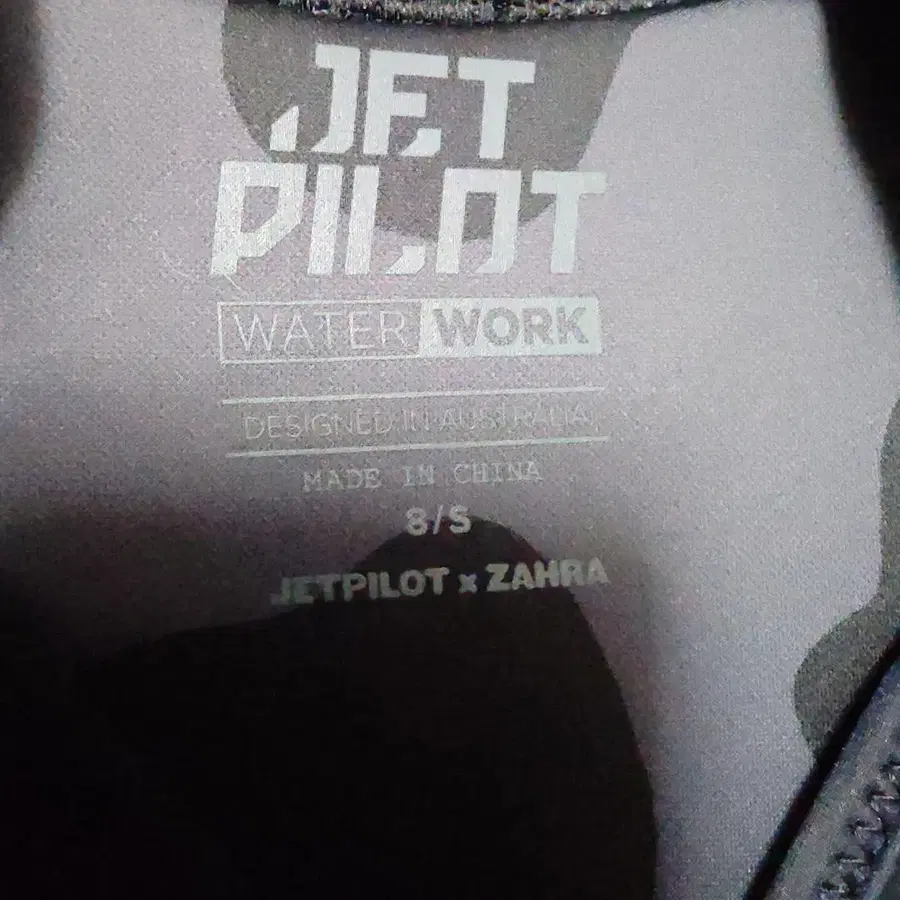 JET
PILOT
WATER WORK
DESIGNED IN AUSTRALIA
MADE IN CHINA
8/S
JETPILOT x ZAHRA